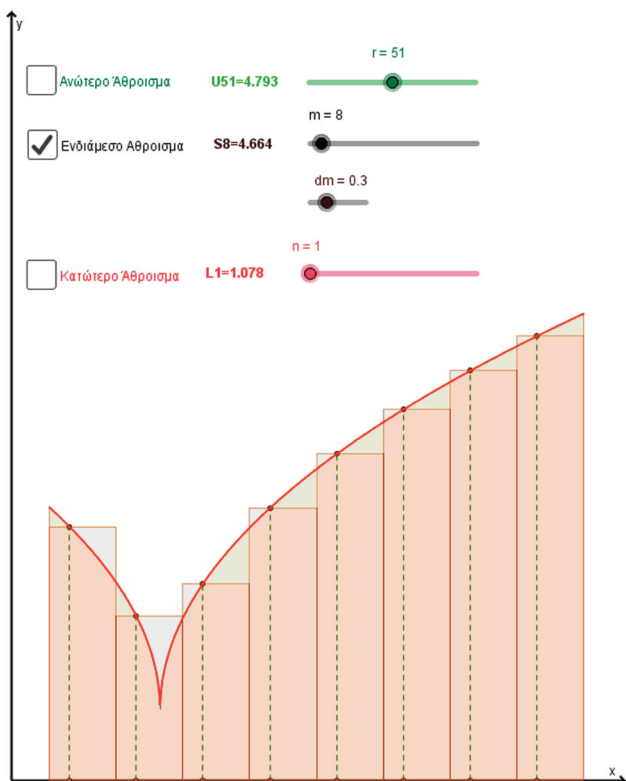 y
r = 51
Ανώτερο Άθροισμα U51=4.793
m = 8
Ενδιάμεσο Αθροισμα S8=4.664
dm = 0.3
n = 1
Κατώτερο Άθροισμα L1=1.078
x